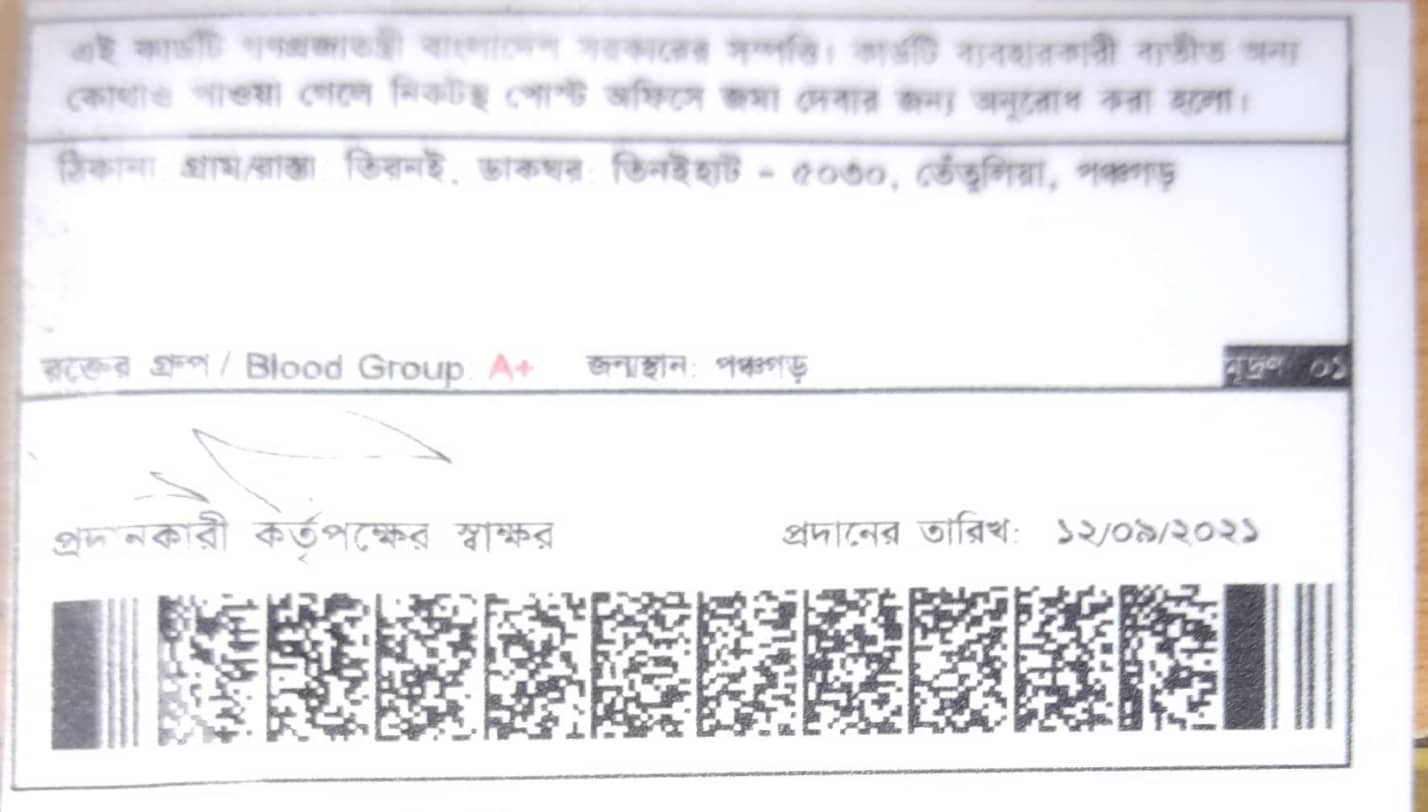 এই কার্ডটি গণপ্রজাতন্ত্রী বাংলাদেশ সরকারের সম্পত্তি। কার্ডটি ব্যবহারকারী ব্যতীত অন্য
কোথাও পাওয়া গেলে নিকটস্থ পোস্ট অফিসে জমা দেবার জন্য অনুরোধ করা হলো।
ঠিকানা: গ্রাম/রাস্তা: তিরনই, ডাকঘর: তিনইহাট - ৫০৩০, তেঁতুলিয়া, পঞ্চগড়
রক্তের গ্রুপ / Blood Group: A+ জন্মস্থান: পঞ্চগড় মুদ্রণ: ০১
প্রদানকারী কর্তৃপক্ষের স্বাক্ষর প্রদানের তারিখ: ১২/০৯/২০২১